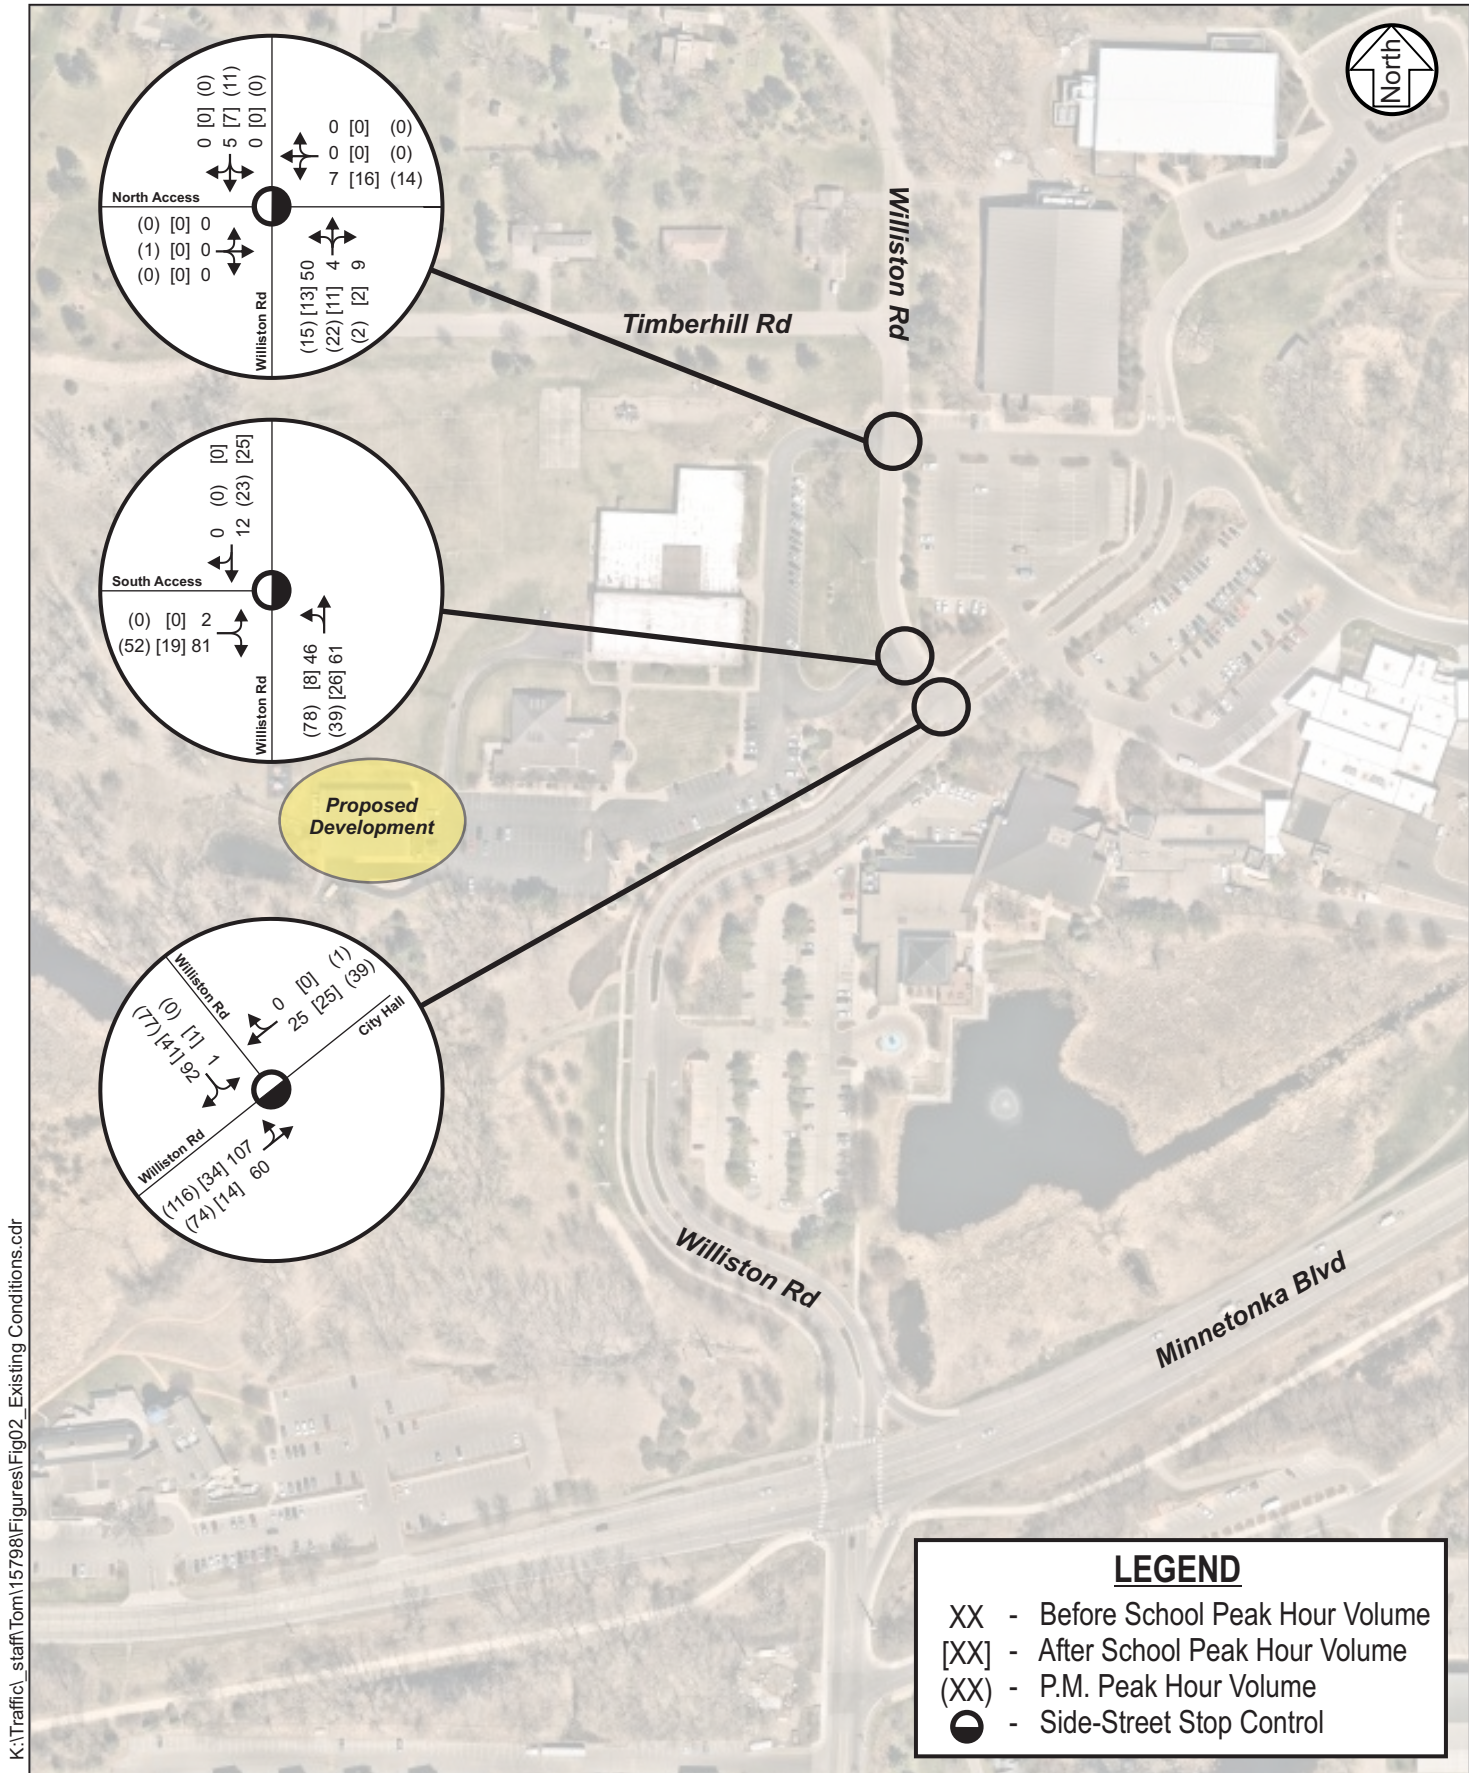 North
0 [0] (0)
5 [7] (11)
0 [0] (0)
0 [0] (0)
0 [0] (0)
7 [16] (14)
North Access
(0) [0] 0
(1) [0] 0
(0) [0] 0
Williston Rd
(15) [13] 50
(22) [11] 4
(2) [2] 9
Williston Rd
Timberhill Rd
0 (0) [0]
12 (23) [25]
South Access
(0) [0] 2
(52) [19] 81
Williston Rd
(78) [8] 46
(39) [26] 61
Proposed
Development
Williston Rd
(0) [1] 1
(77) [41] 92
0 [0] (1)
25 [25] (39)
City Hall
Williston Rd
(116) [34] 107
(74) [14] 60
Williston Rd
Minnetonka Blvd
LEGEND
XX - Before School Peak Hour Volume
[XX] - After School Peak Hour Volume
(XX) - P.M. Peak Hour Volume
- Side-Street Stop Control
K:\Traffic\_staff\Tom\15798\Figures\Fig02_Existing Conditions.cdr